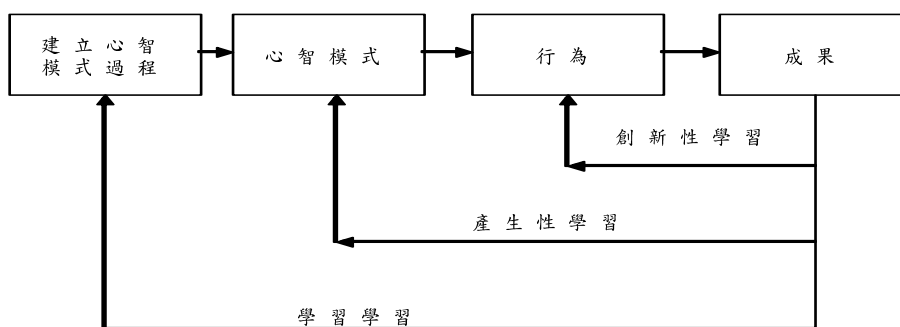 建立心智
模式過程
心智模式
行為
成果
創新性學習
產生性學習
學習學習